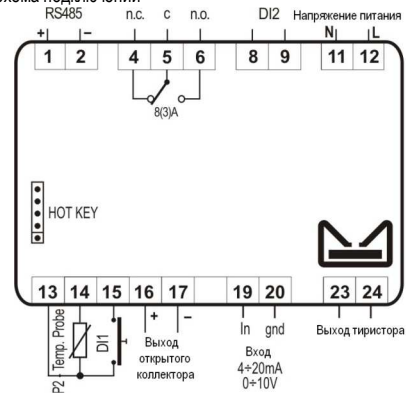 RS485 n.c. c n.o. DI2 Напряжение питания
+ – N L
1 2 4 5 6 8 9 11 12
8(3)A
HOT KEY
13 14 15 16 17 19 20 23 24
P2 - Temp. Probe
DI1
+ –
Выход
открытого
коллектора
In gnd
Вход
4÷20mA
0÷10V
Выход тиристора